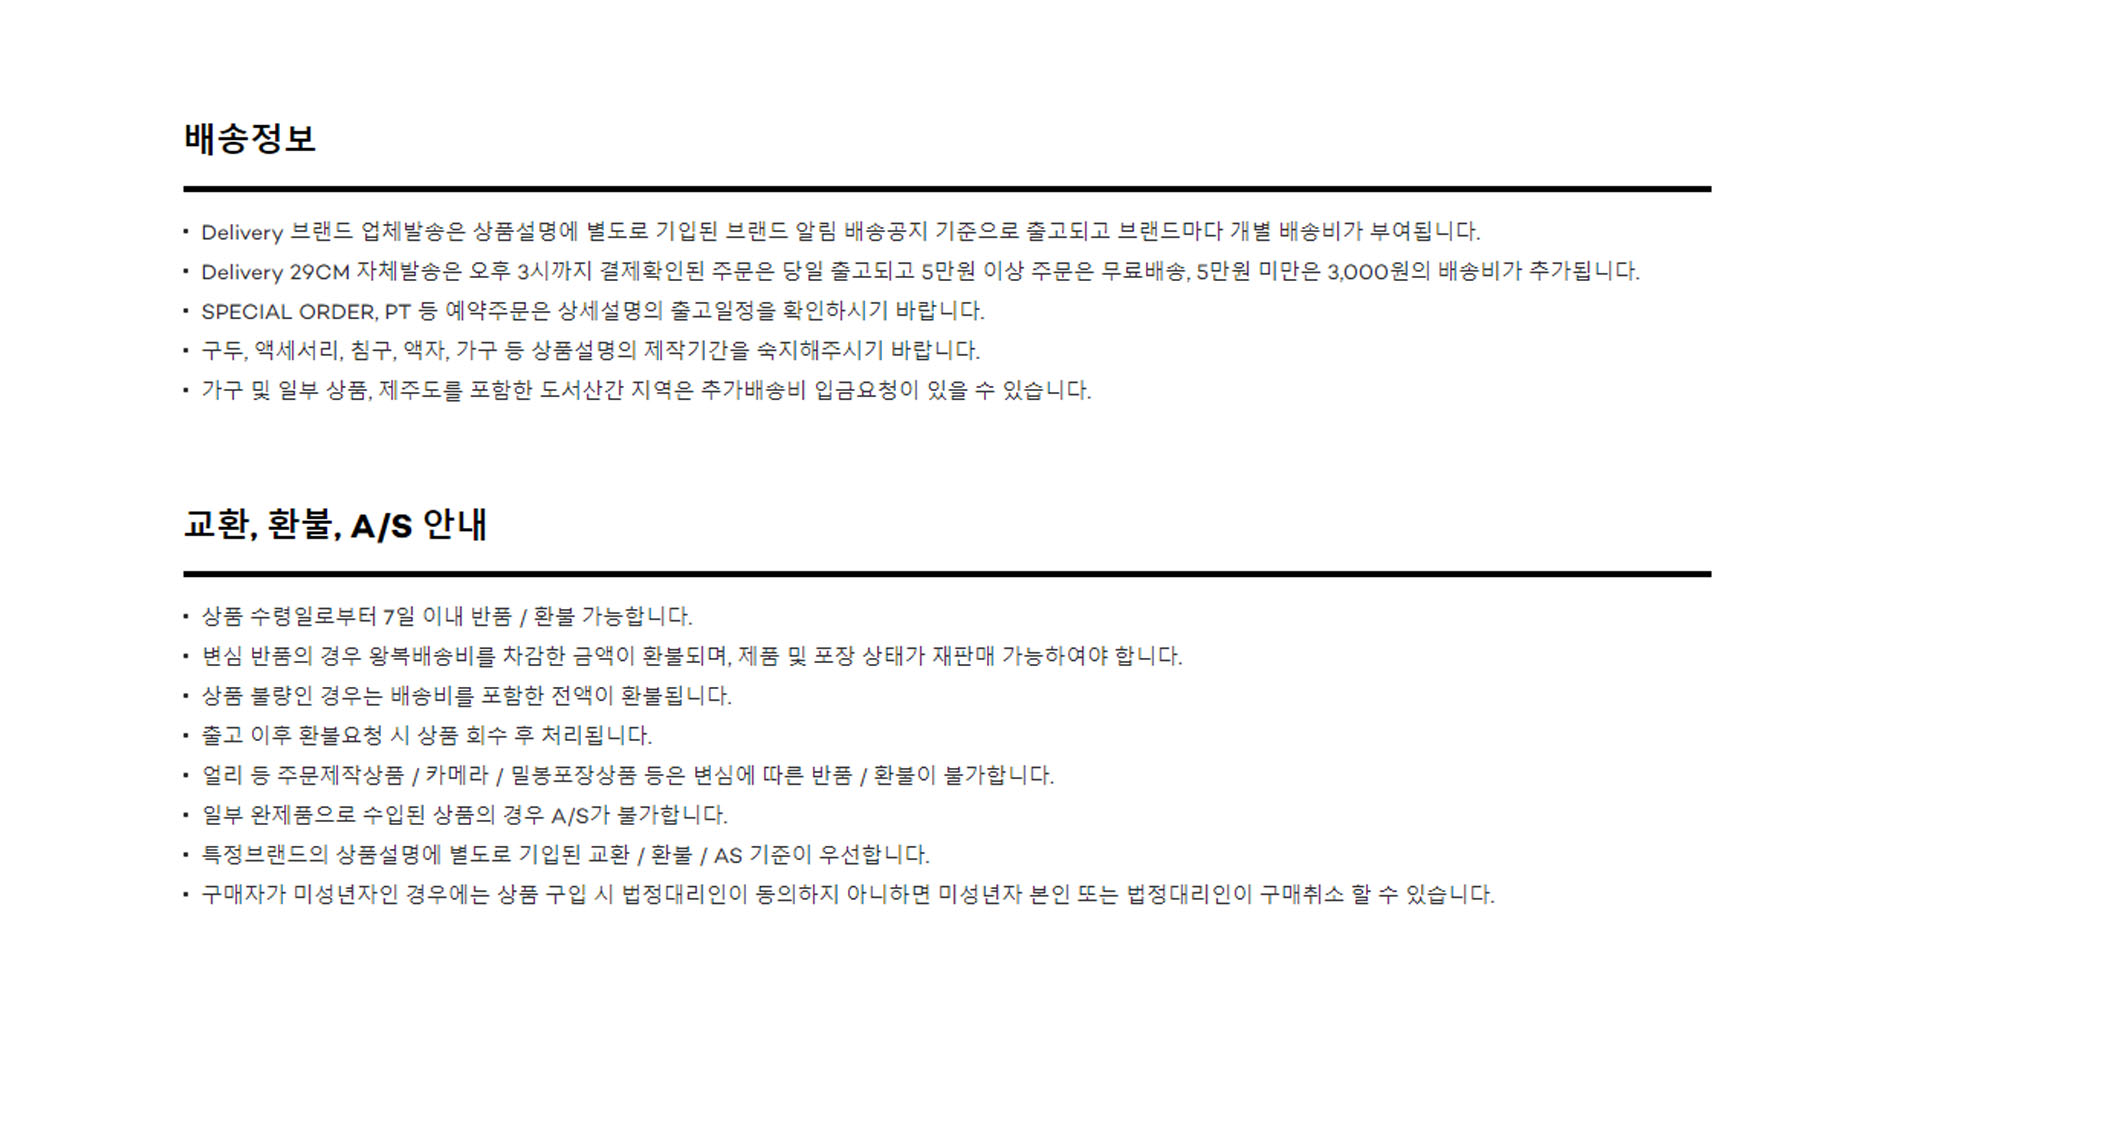 배송정보
▪ Delivery 브랜드 업체발송은 상품설명에 별도로 기입된 브랜드 알림 배송공지 기준으로 출고되고 브랜드마다 개별 배송비가 부여됩니다.
▪ Delivery 29CM 자체발송은 오후 3시까지 결제확인된 주문은 당일 출고되고 5만원 이상 주문은 무료배송, 5만원 미만은 3,000원의 배송비가 추가됩니다.
▪ SPECIAL ORDER, PT 등 예약주문은 상세설명의 출고일정을 확인하시기 바랍니다.
▪ 구두, 액세서리, 침구, 액자, 가구 등 상품설명의 제작기간을 숙지해주시기 바랍니다.
▪ 가구 및 일부 상품, 제주도를 포함한 도서산간 지역은 추가배송비 입금요청이 있을 수 있습니다.
교환, 환불, A/S 안내
▪ 상품 수령일로부터 7일 이내 반품 / 환불 가능합니다.
▪ 변심 반품의 경우 왕복배송비를 차감한 금액이 환불되며, 제품 및 포장 상태가 재판매 가능하여야 합니다.
▪ 상품 불량인 경우는 배송비를 포함한 전액이 환불됩니다.
▪ 출고 이후 환불요청 시 상품 회수 후 처리됩니다.
▪ 얼리 등 주문제작상품 / 카메라 / 밀봉포장상품 등은 변심에 따른 반품 / 환불이 불가합니다.
▪ 일부 완제품으로 수입된 상품의 경우 A/S가 불가합니다.
▪ 특정브랜드의 상품설명에 별도로 기입된 교환 / 환불 / AS 기준이 우선합니다.
▪ 구매자가 미성년자인 경우에는 상품 구입 시 법정대리인이 동의하지 아니하면 미성년자 본인 또는 법정대리인이 구매취소 할 수 있습니다.